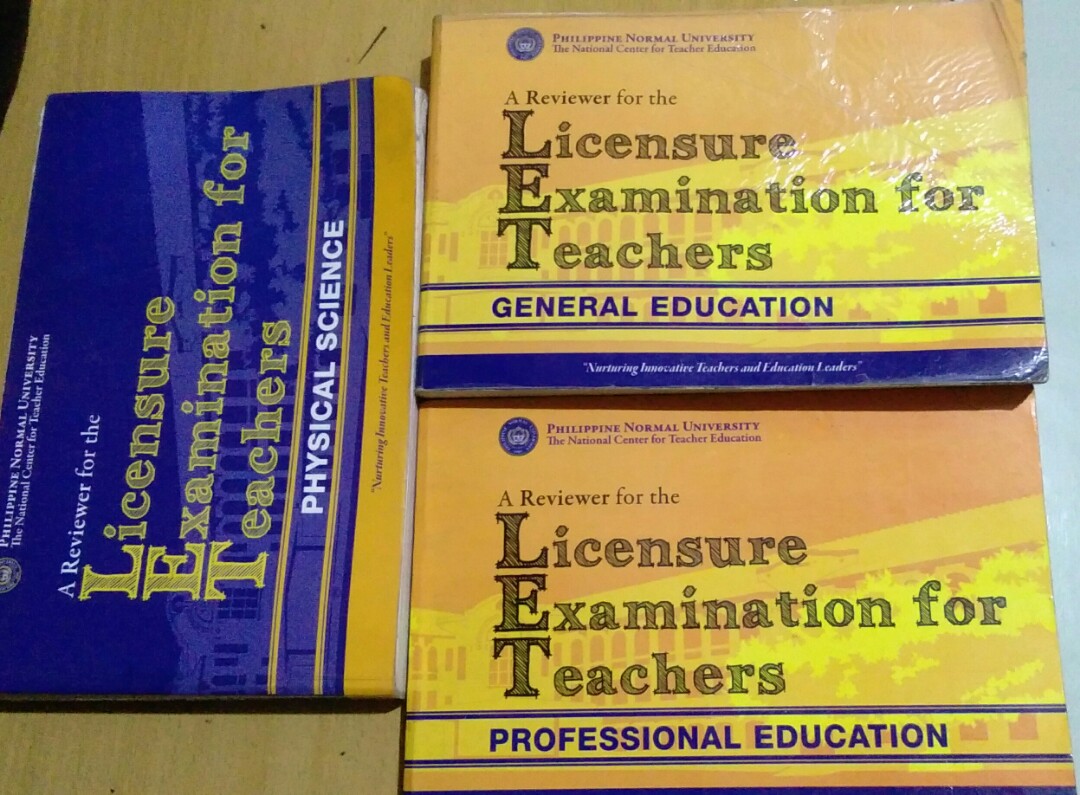 PHILIPPINE NORMAL UNIVERSITY
The National Center for Teacher Education
A Reviewer for the
Licensure
Examination for
Teachers
PHYSICAL SCIENCE
"Nurturing Innovative Teachers and Education Leaders"
PHILIPPINE NORMAL UNIVERSITY
The National Center for Teacher Education
A Reviewer for the
Licensure
Examination for
Teachers
GENERAL EDUCATION
"Nurturing Innovative Teachers and Education Leaders"
PHILIPPINE NORMAL UNIVERSITY
The National Center for Teacher Education
A Reviewer for the
Licensure
Examination for
Teachers
PROFESSIONAL EDUCATION